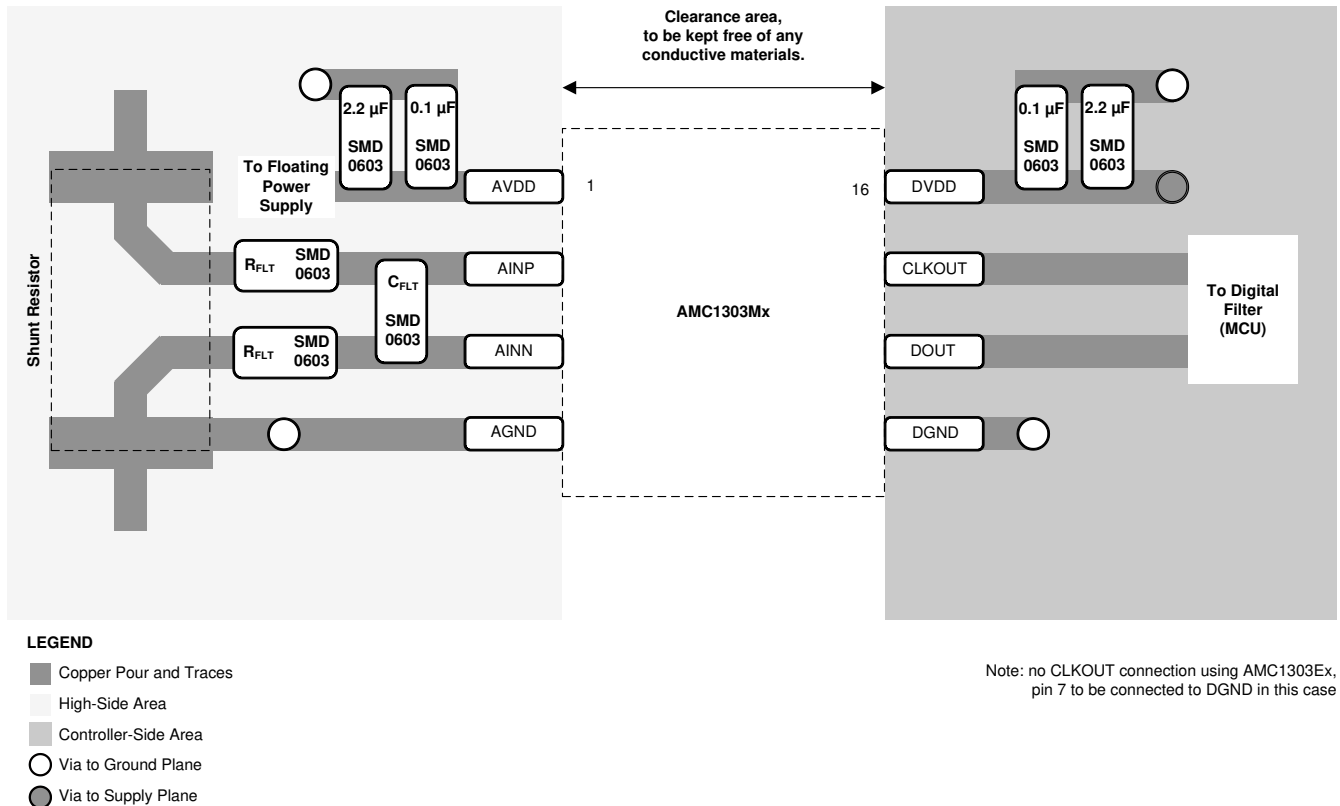 Clearance area,
to be kept free of any
conductive materials.
2.2 µF
SMD
0603
0.1 µF
SMD
0603
0.1 µF
SMD
0603
2.2 µF
SMD
0603
To Floating
Power
Supply
AVDD
1
16
DVDD
Shunt Resistor
RFLT
SMD
0603
CFLT
SMD
0603
AINP
AMC1303Mx
CLKOUT
To Digital
Filter
(MCU)
RFLT
SMD
0603
AINN
DOUT
AGND
DGND
LEGEND
Copper Pour and Traces
High-Side Area
Controller-Side Area
Via to Ground Plane
Via to Supply Plane
Note: no CLKOUT connection using AMC1303Ex,
pin 7 to be connected to DGND in this case